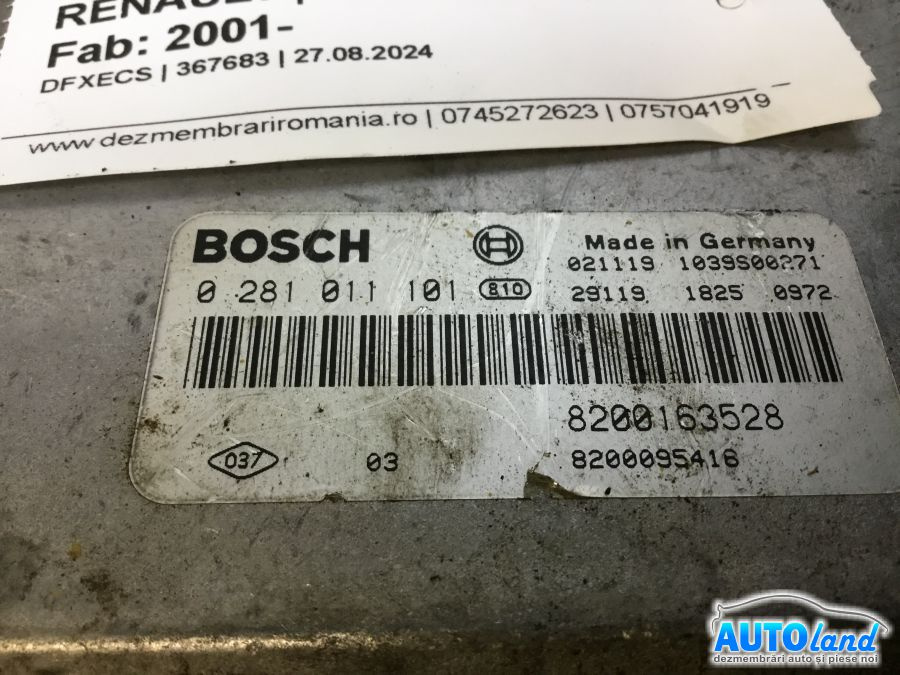 Fab: 2001-
DFXECS | 367683 | 27.08.2024
www.dezmembrariromania.ro | 0745272623 | 0757041919
BOSCH
Made in Germany
021119 1039S00271
0 281 011 101 810
29119 1825 0972
8200163528
037 03
8200095416
AUTOland
dezmembrări auto și piese noi